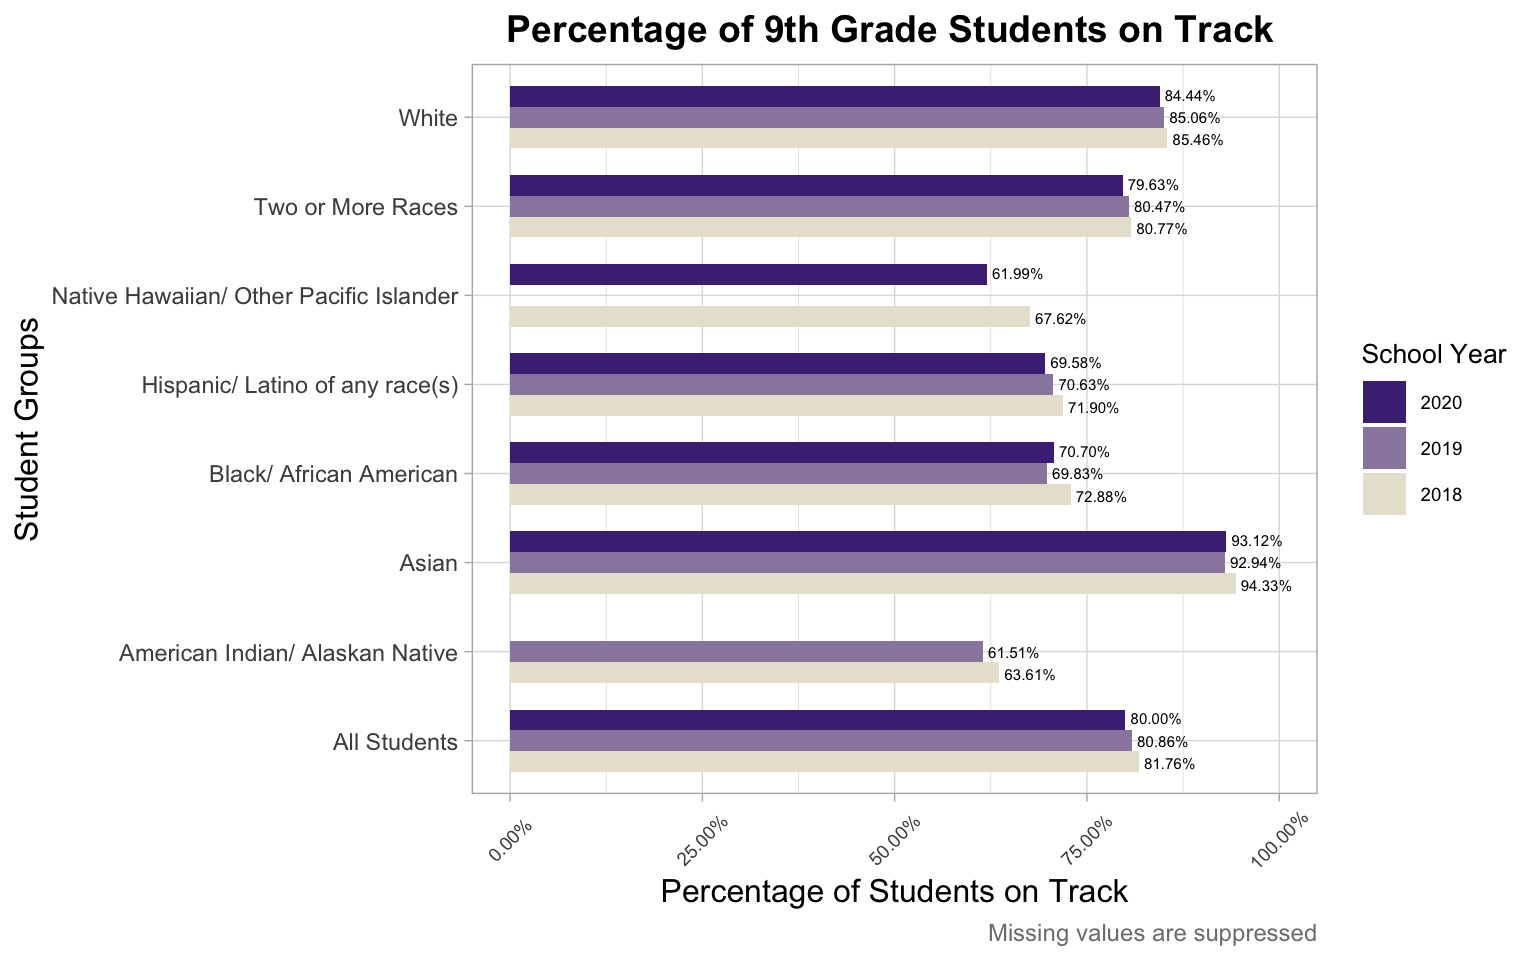 Percentage of 9th Grade Students on Track
Student Groups
White
84.44%
85.06%
85.46%
Two or More Races
79.63%
80.47%
80.77%
Native Hawaiian/ Other Pacific Islander
61.99%
67.62%
Hispanic/ Latino of any race(s)
69.58%
70.63%
71.90%
Black/ African American
70.70%
69.83%
72.88%
Asian
93.12%
92.94%
94.33%
American Indian/ Alaskan Native
61.51%
63.61%
All Students
80.00%
80.86%
81.76%
0.00%
25.00%
50.00%
75.00%
100.00%
Percentage of Students on Track
Missing values are suppressed
School Year
2020
2019
2018